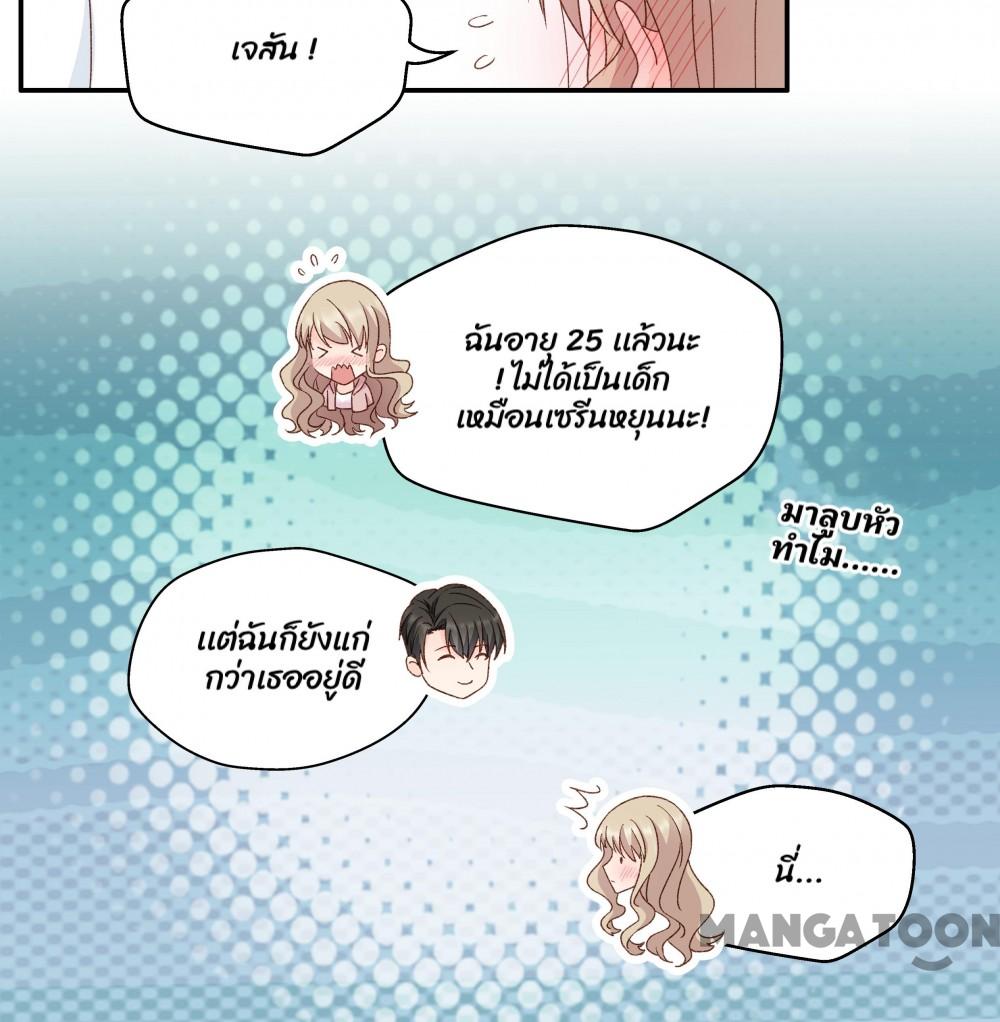 เจสัน !
ฉันอายุ 25 แล้วนะ
! ไม่ได้เป็นเด็ก
เหมือนเซรีนหยุนนะ!
มาลูบหัว
ทำไม......
แต่ฉันก็ยังแก่
กว่าเธออยู่ดี
นี่...
MANGATOON